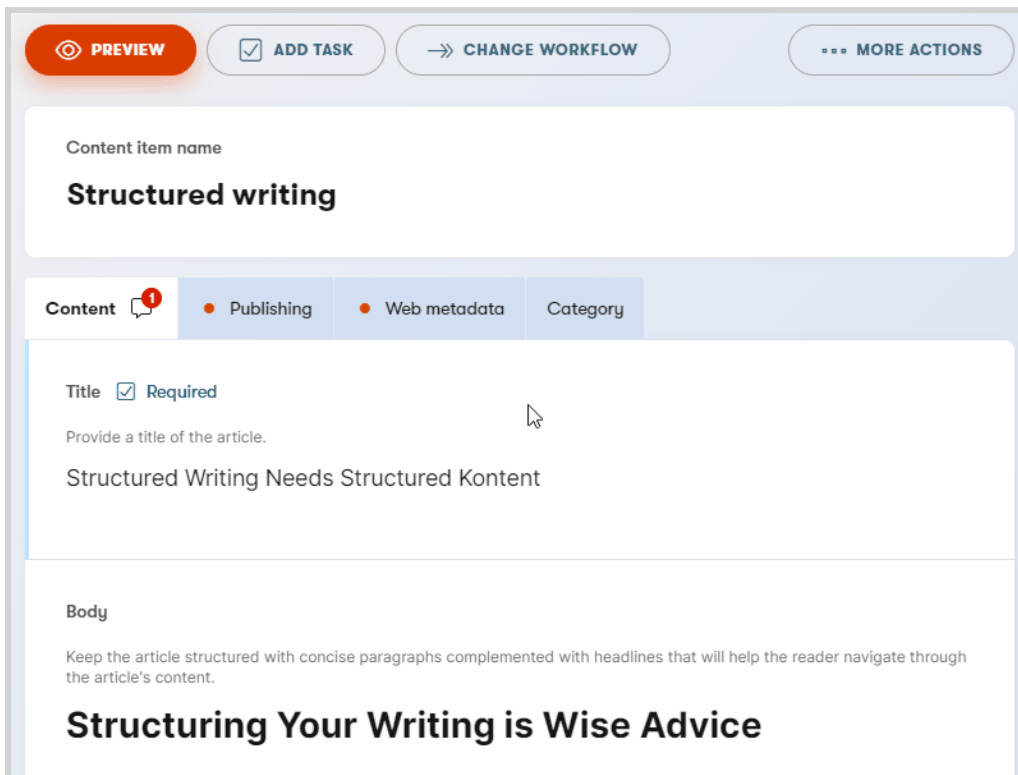 PREVIEW
ADD TASK
CHANGE WORKFLOW
MORE ACTIONS
Content item name
Structured writing
Content
1
Publishing
Web metadata
Category
Title
Required
Provide a title of the article.
Structured Writing Needs Structured Kontent
Body
Keep the article structured with concise paragraphs complemented with headlines that will help the reader navigate through
the article's content.
Structuring Your Writing is Wise Advice